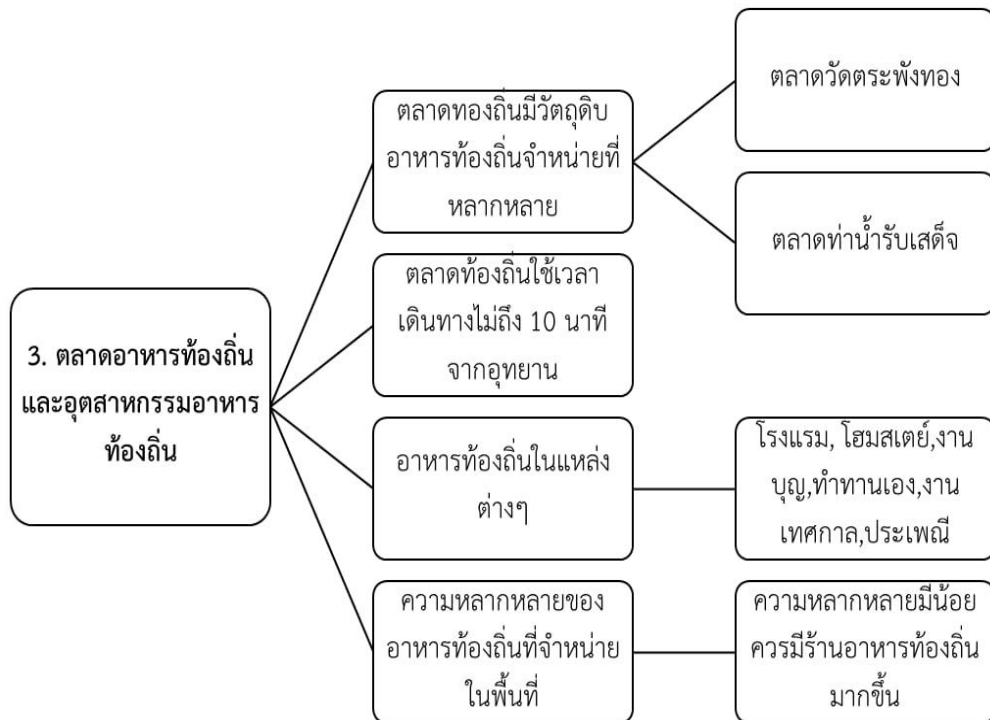 3. ตลาดอาหารท้องถิ่น
และอุตสาหกรรมอาหาร
ท้องถิ่น
ตลาดทองถิ่นมีวัตถุดิบ
อาหารท้องถิ่นจำหน่ายที่
หลากหลาย
ตลาดวัดตระพังทอง
ตลาดท่าน้ำรับเสด็จ
ตลาดท้องถิ่นใช้เวลา
เดินทางไม่ถึง 10 นาที
จากอุทยาน
อาหารท้องถิ่นในแหล่ง
ต่างๆ
โรงแรม, โฮมสเตย์,งาน
บุญ,ทำทานเอง,งาน
เทศกาล,ประเพณี
ความหลากหลายของ
อาหารท้องถิ่นที่จำหน่าย
ในพื้นที่
ความหลากหลายมีน้อย
ควรมีร้านอาหารท้องถิ่น
มากขึ้น